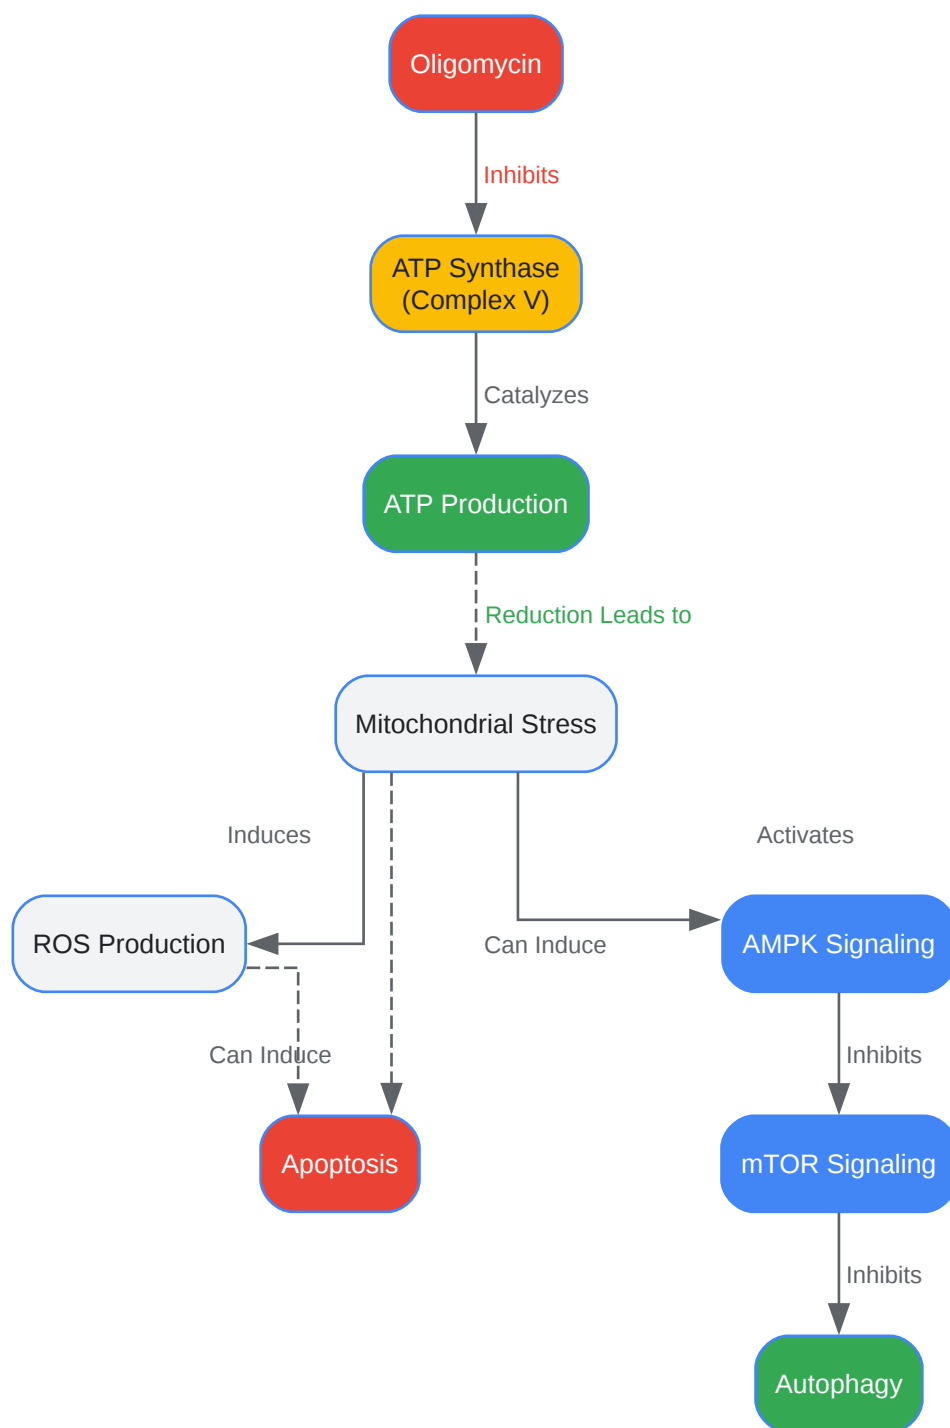 Oligomycin
Inhibits
ATP Synthase
(Complex V)
Catalyzes
ATP Production
Reduction Leads to
Mitochondrial Stress
Induces
Activates
ROS Production
Can Induce
AMPK Signaling
Can Induce
Inhibits
Apoptosis
mTOR Signaling
Inhibits
Autophagy